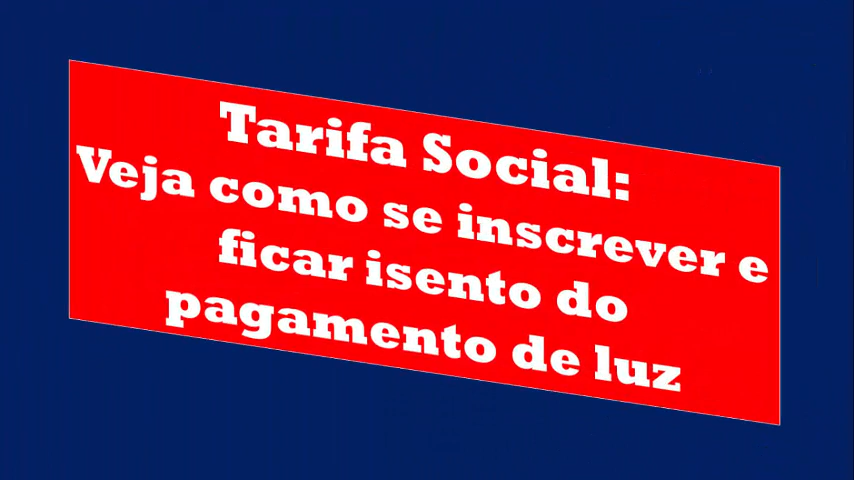 Tarifa Social:
Veja como se inscrever e
ficar isento do
pagamento de luz